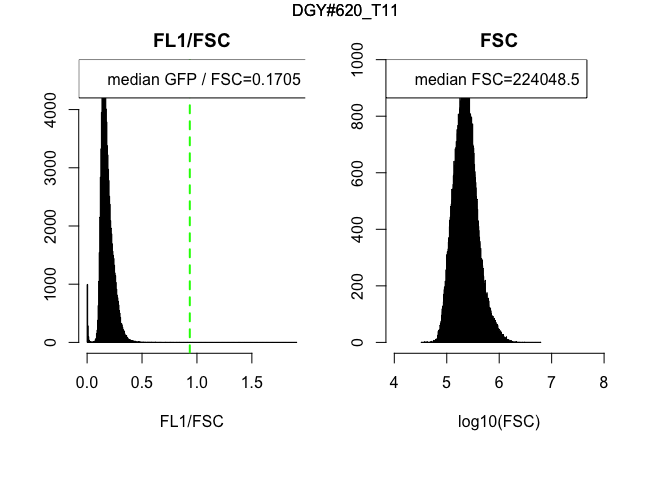 DGY#620_T11
FL1/FSC
median GFP / FSC=0.1705
0
1000
2000
3000
4000
0.0 0.5 1.0 1.5
FL1/FSC
FSC
median FSC=224048.5
0
200
400
600
800
1000
4 5 6 7 8
log10(FSC)